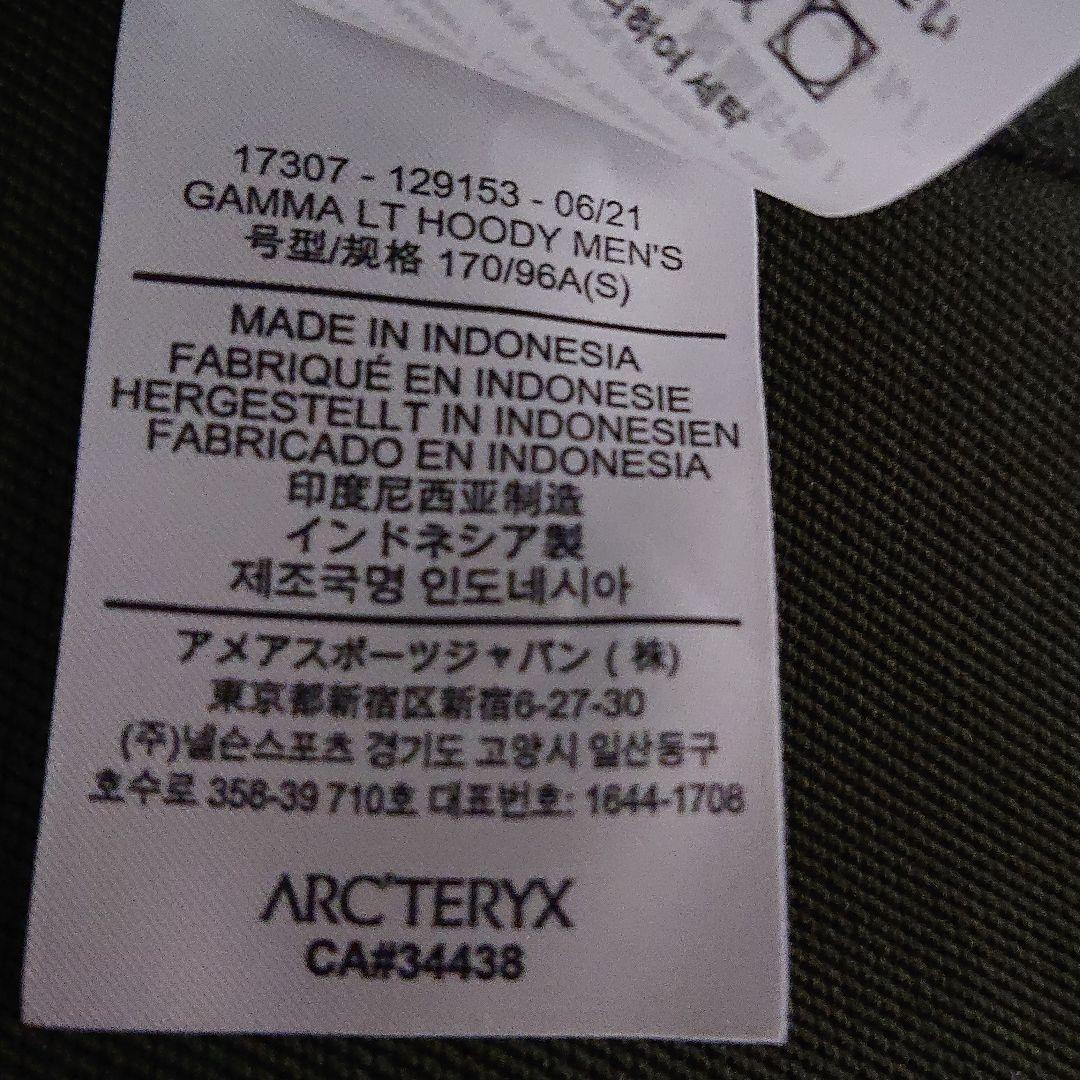 하여 세탁
17307 - 129153 - 06/21
GAMMA LT HOODY MEN'S
号型/规格 170/96A(S)
MADE IN INDONESIA
FABRIQUÉ EN INDONESIE
HERGESTELLT IN INDONESIEN
FABRICADO EN INDONESIA
印度尼西亚制造
インドネシア製
제조국명 인도네시아
アメアスポーツジャパン ( 株)
東京都新宿区新宿6-27-30
(주)넬슨스포츠 경기도 고양시 일산동구
호수로 358-39 710호 대표번호: 1644-1708
ARC'TERYX
CA#34438